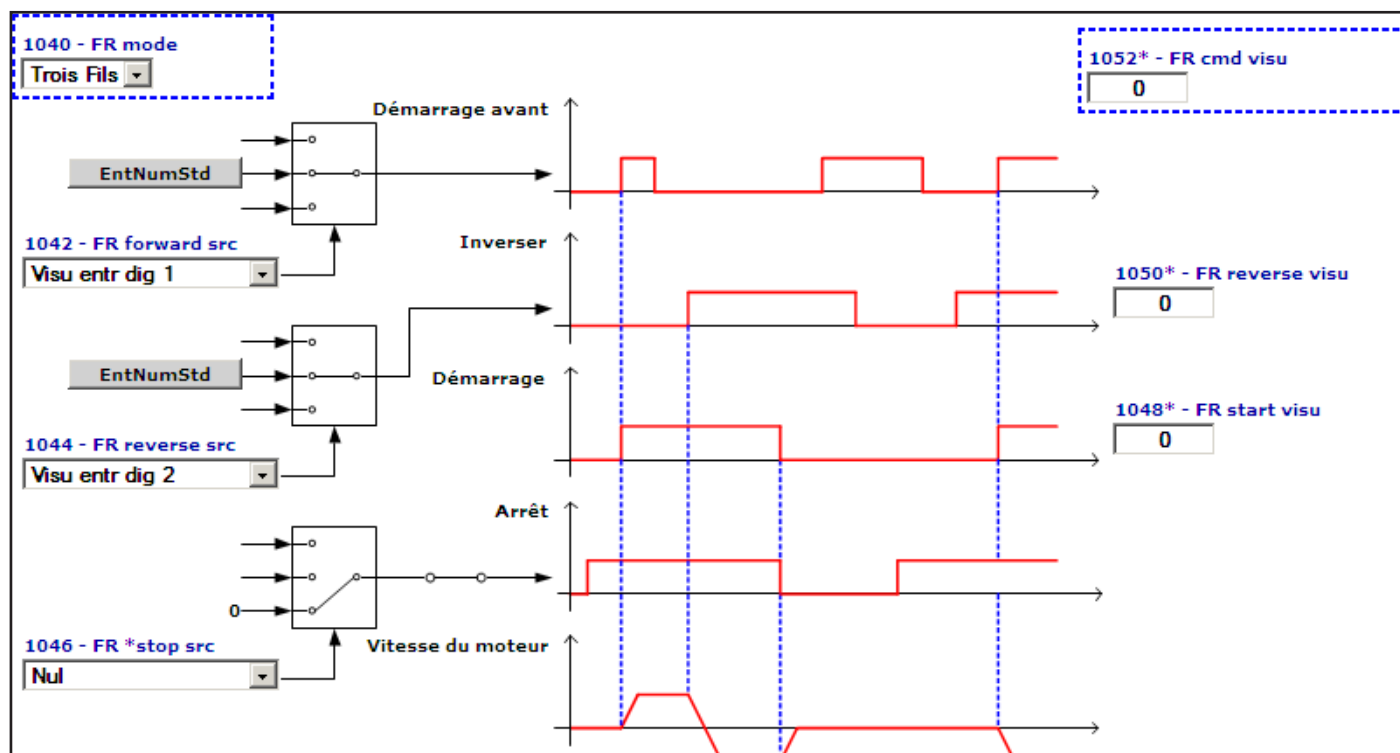 1040 - FR mode
Trois Fils
1052* - FR cmd visu
0
Démarrage avant
EntNumStd
1042 - FR forward src
Visu entr dig 1
Inverser
1050* - FR reverse visu
0
EntNumStd
Démarrage
1048* - FR start visu
0
1044 - FR reverse src
Visu entr dig 2
Arrêt
0
1046 - FR *stop src
Nul
Vitesse du moteur